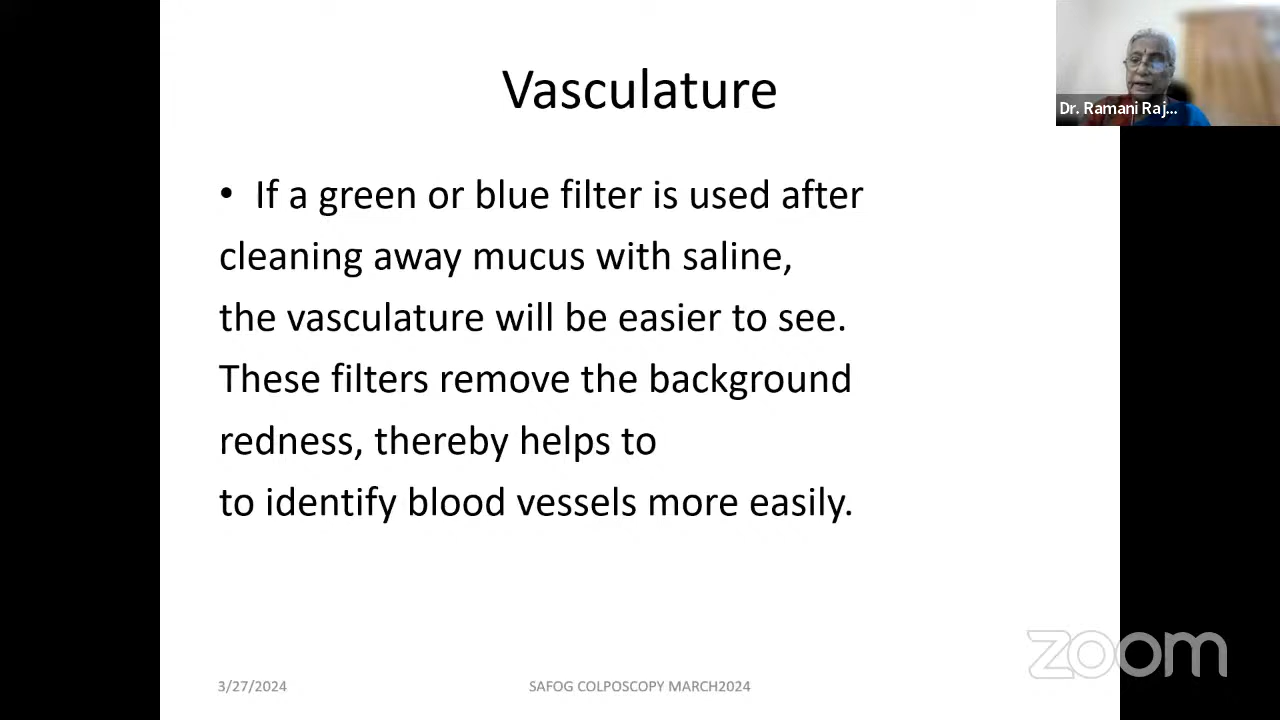 Vasculature
Dr. Ramani Raj...
• If a green or blue filter is used after
cleaning away mucus with saline,
the vasculature will be easier to see.
These filters remove the background
redness, thereby helps to
to identify blood vessels more easily.
zoom
3/27/2024
SAFOG COLPOSCOPY MARCH2024